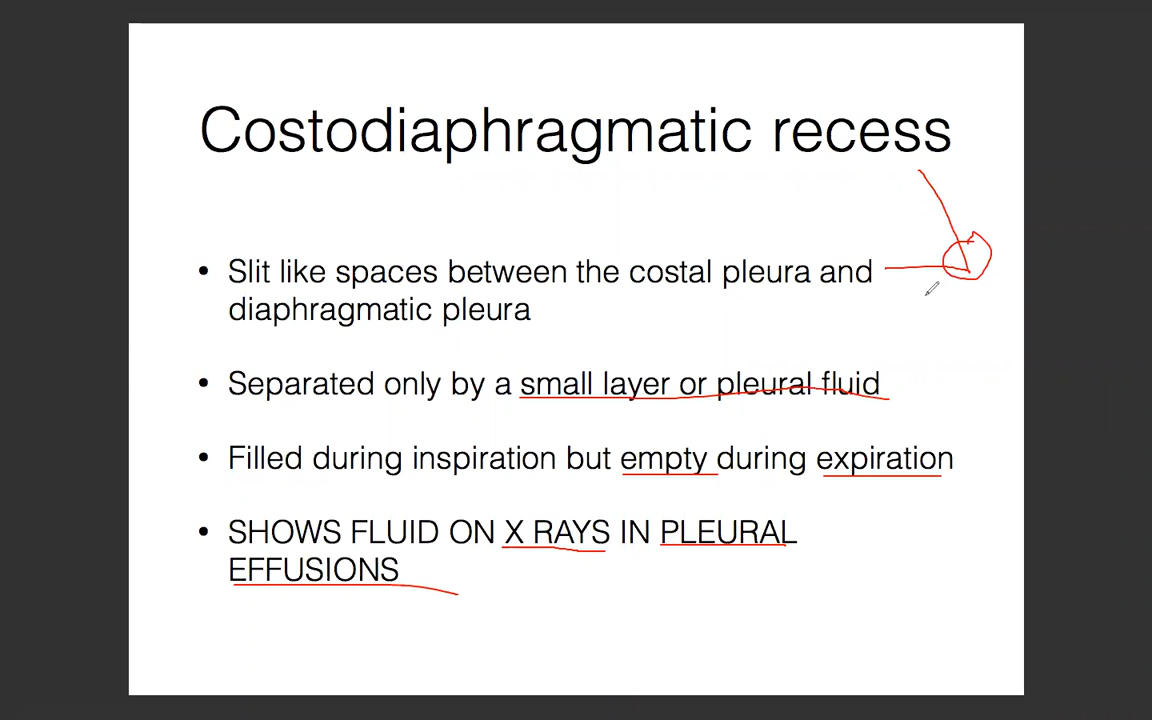 Costodiaphragmatic recess
• Slit like spaces between the costal pleura and
diaphragmatic pleura
• Separated only by a small layer or pleural fluid
• Filled during inspiration but empty during expiration
• SHOWS FLUID ON X RAYS IN PLEURAL
EFFUSIONS